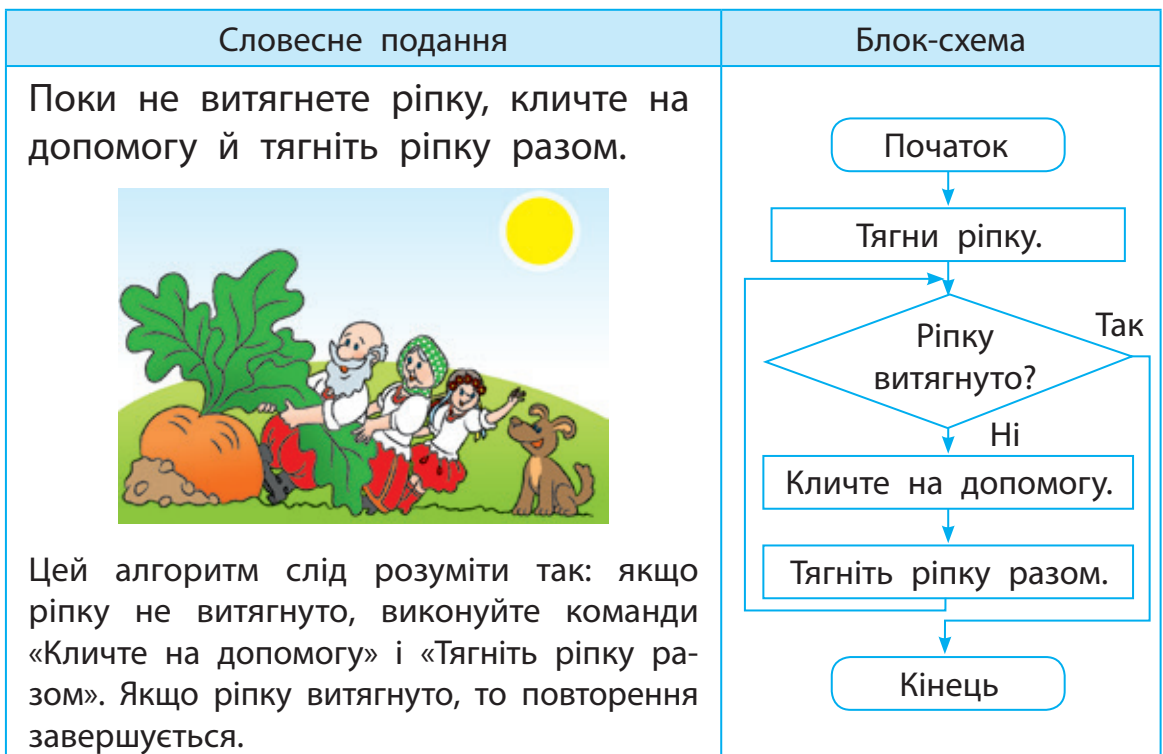 Словесне подання
Блок-схема
Поки не витягнете ріпку, кличте на
допомогу й тягніть ріпку разом.
Цей алгоритм слід розуміти так: якщо
ріпку не витягнуто, виконуйте команди
«Кличте на допомогу» і «Тягніть ріпку ра-
зом». Якщо ріпку витягнуто, то повторення
завершується.
Початок
Тягни ріпку.
Ріпку
витягнуто?
Так
Ні
Кличте на допомогу.
Тягніть ріпку разом.
Кінець